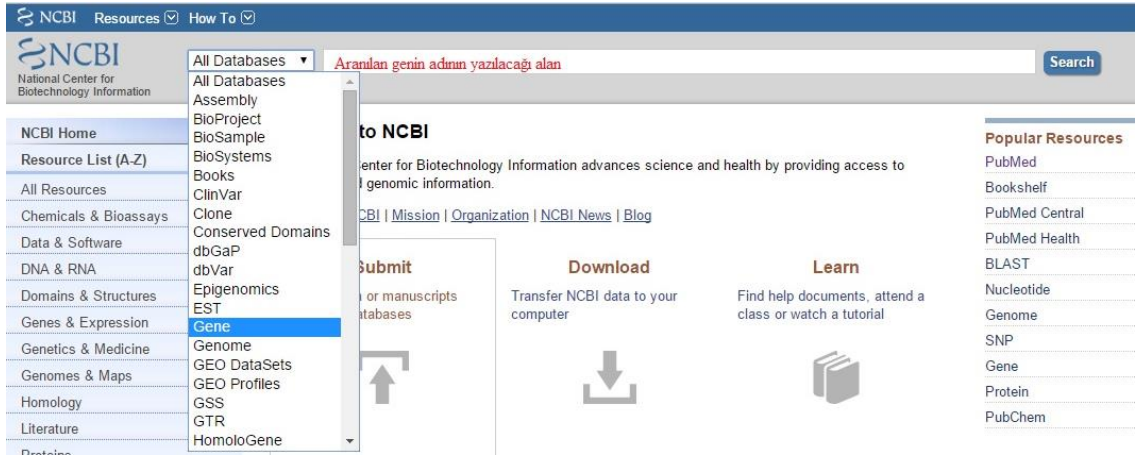 NCBI Resources How To
NCBI
National Center for
Biotechnology Information
All Databases
Aranılan genin adının yazılacağı alan
Search
All Databases
Assembly
BioProject
BioSample
BioSystems
Books
ClinVar
Clone
Conserved Domains
dbGaP
dbVar
Epigenomics
EST
Gene
Genome
GEO DataSets
GEO Profiles
GSS
GTR
HomoloGene
NCBI Home
Resource List (A-Z)
All Resources
Chemicals & Bioassays
Data & Software
DNA & RNA
Domains & Structures
Genes & Expression
Genetics & Medicine
Genomes & Maps
Homology
Literature
Proteins
to NCBI
enter for Biotechnology Information advances science and health by providing access to
genomic information.
CBI | Mission | Organization | NCBI News | Blog
Submit
or manuscripts
atabases
Download
Transfer NCBI data to your
computer
Learn
Find help documents, attend a
class or watch a tutorial
Popular Resources
PubMed
Bookshelf
PubMed Central
PubMed Health
BLAST
Nucleotide
Genome
SNP
Gene
Protein
PubChem